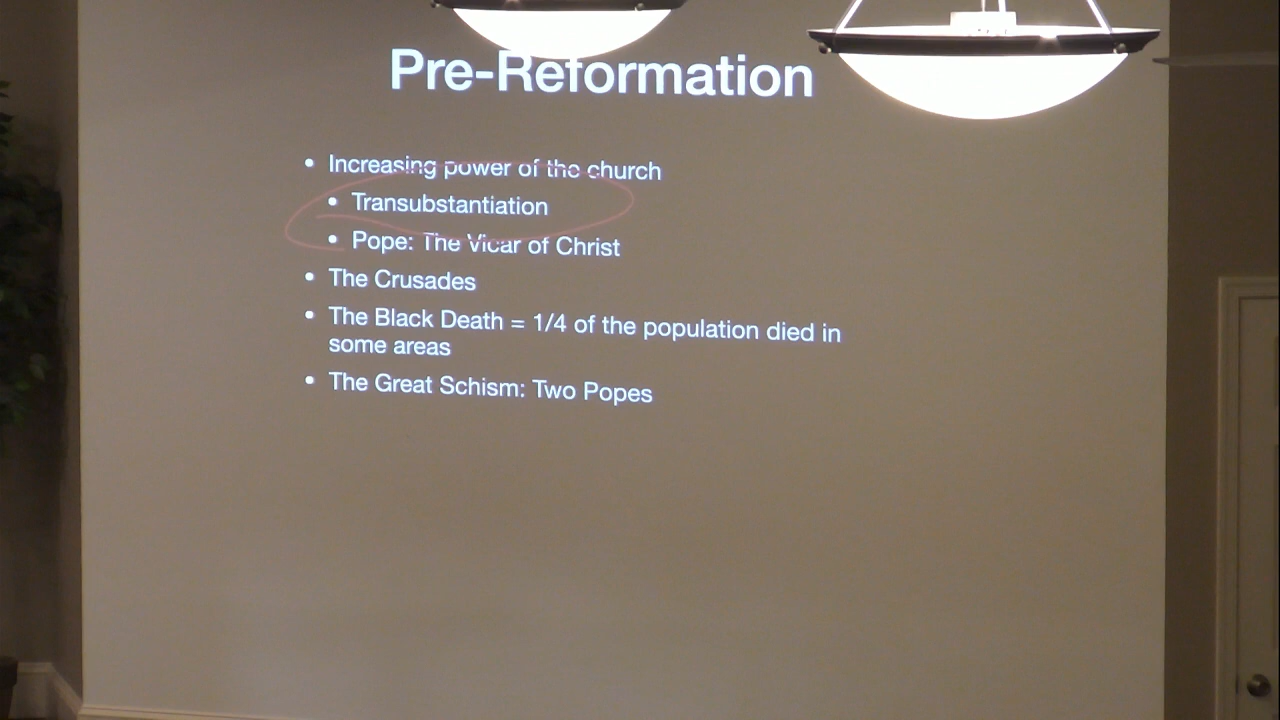 Pre-Reformation
• Increasing power of the church
• Transubstantiation
• Pope: The Vicar of Christ
• The Crusades
• The Black Death = 1/4 of the population died in
some areas
• The Great Schism: Two Popes